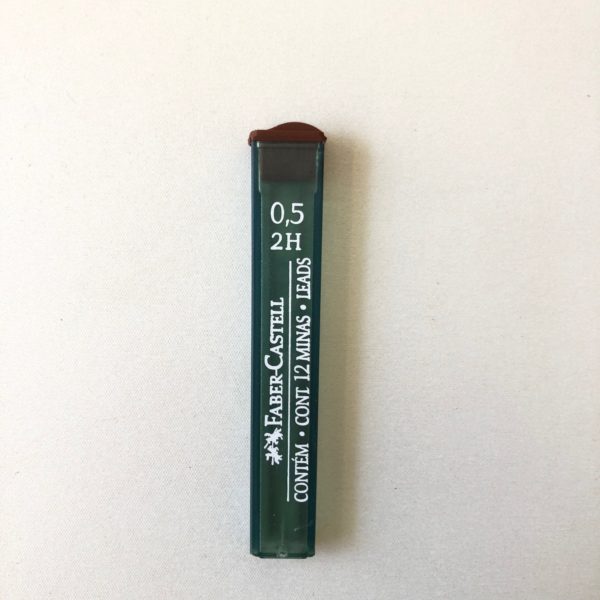 0,5
2H
FABER-CASTELL
CONTÉM • CONT 12 MINAS • LEADS